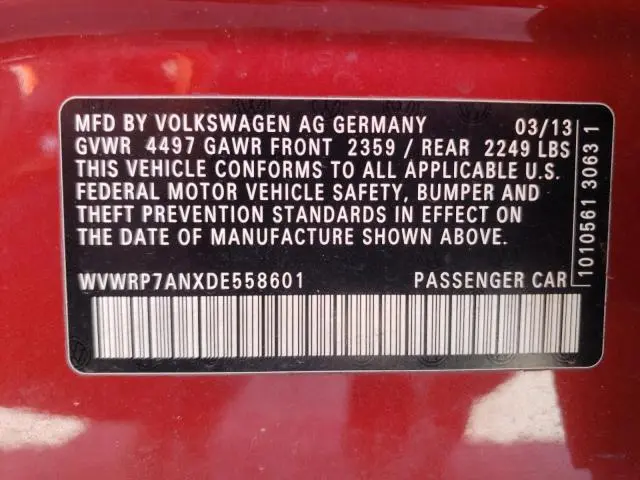 MFD BY VOLKSWAGEN AG GERMANY 03/13
GVWR 4497 GAWR FRONT 2359 / REAR 2249 LBS
THIS VEHICLE CONFORMS TO ALL APPLICABLE U.S.
FEDERAL MOTOR VEHICLE SAFETY, BUMPER AND
THEFT PREVENTION STANDARDS IN EFFECT ON
THE DATE OF MANUFACTURE SHOWN ABOVE.
WVWRP7ANXDE558601 PASSENGER CAR
1010561 3063 1